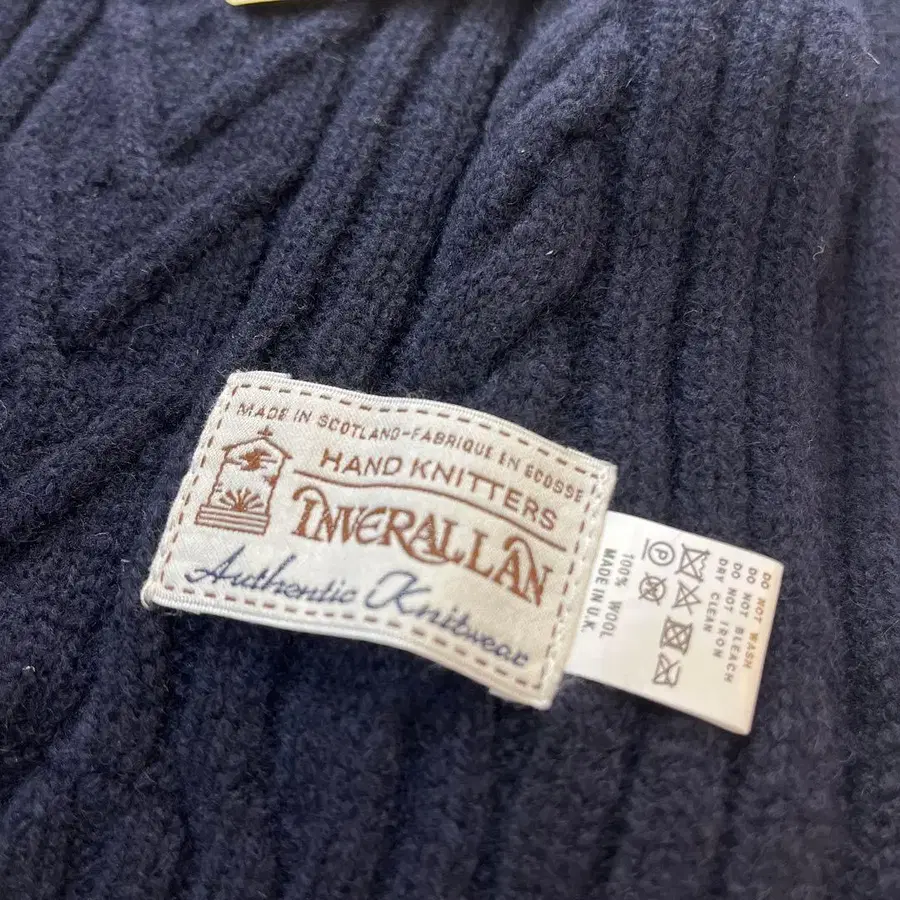 MADE IN SCOTLAND-FABRIQUE EN ECOSSE
HAND KNITTERS
INVERALLAN
Authentic Knitwear
100% WOOL
MADE IN U.K.
DO NOT WASH
DO NOT BLEACH
DO NOT IRON
DRY CLEAN